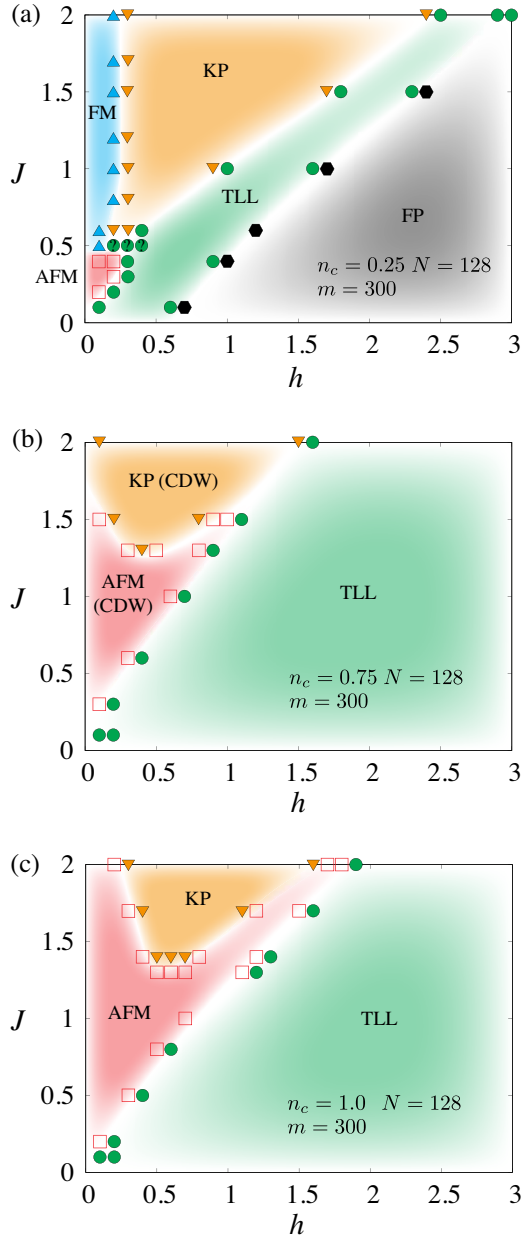 (a)
2
1.5
1
0.5
0
J
FM
KP
TLL
FP
AFM
? ? ?
n_c = 0.25 N = 128
m = 300
0 0.5 1 1.5 2 2.5 3
h
(b)
2
1.5
1
0.5
0
J
KP (CDW)
AFM
(CDW)
TLL
n_c = 0.75 N = 128
m = 300
0 0.5 1 1.5 2 2.5 3
h
(c)
2
1.5
1
0.5
0
J
KP
AFM
TLL
n_c = 1.0 N = 128
m = 300
0 0.5 1 1.5 2 2.5 3
h